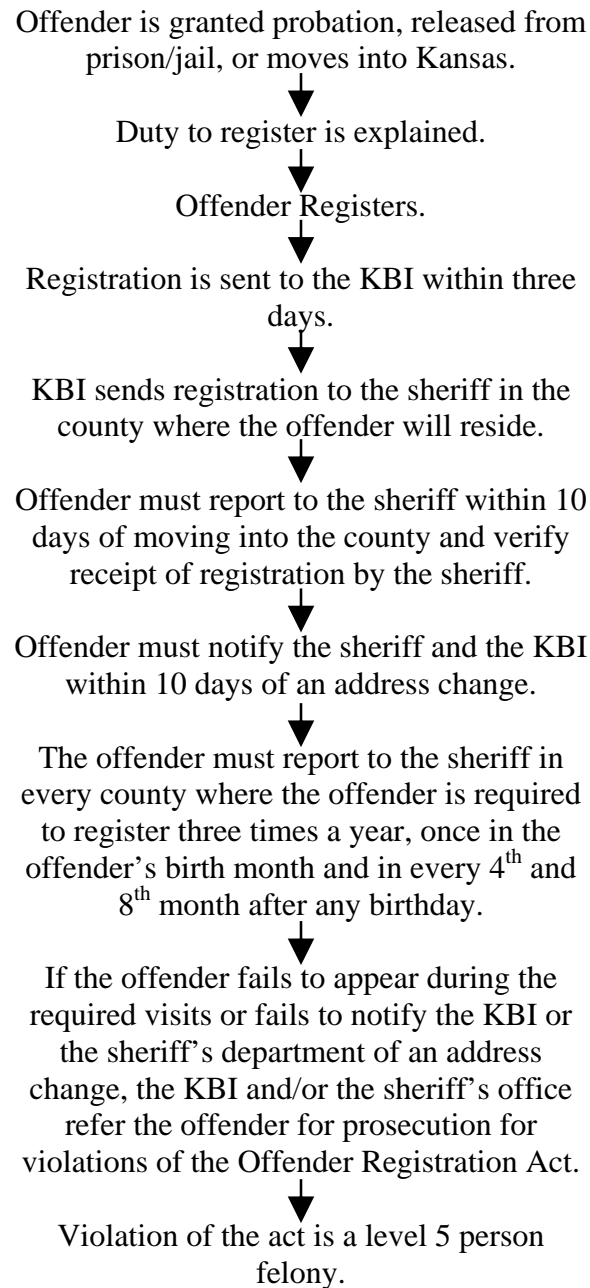 Offender is granted probation, released from
prison/jail, or moves into Kansas.
Duty to register is explained.
Offender Registers.
Registration is sent to the KBI within three
days.
KBI sends registration to the sheriff in the
county where the offender will reside.
Offender must report to the sheriff within 10
days of moving into the county and verify
receipt of registration by the sheriff.
Offender must notify the sheriff and the KBI
within 10 days of an address change.
The offender must report to the sheriff in
every county where the offender is required
to register three times a year, once in the
offender’s birth month and in every 4th and
8th month after any birthday.
If the offender fails to appear during the
required visits or fails to notify the KBI or
the sheriff’s department of an address
change, the KBI and/or the sheriff’s office
refer the offender for prosecution for
violations of the Offender Registration Act.
Violation of the act is a level 5 person
felony.